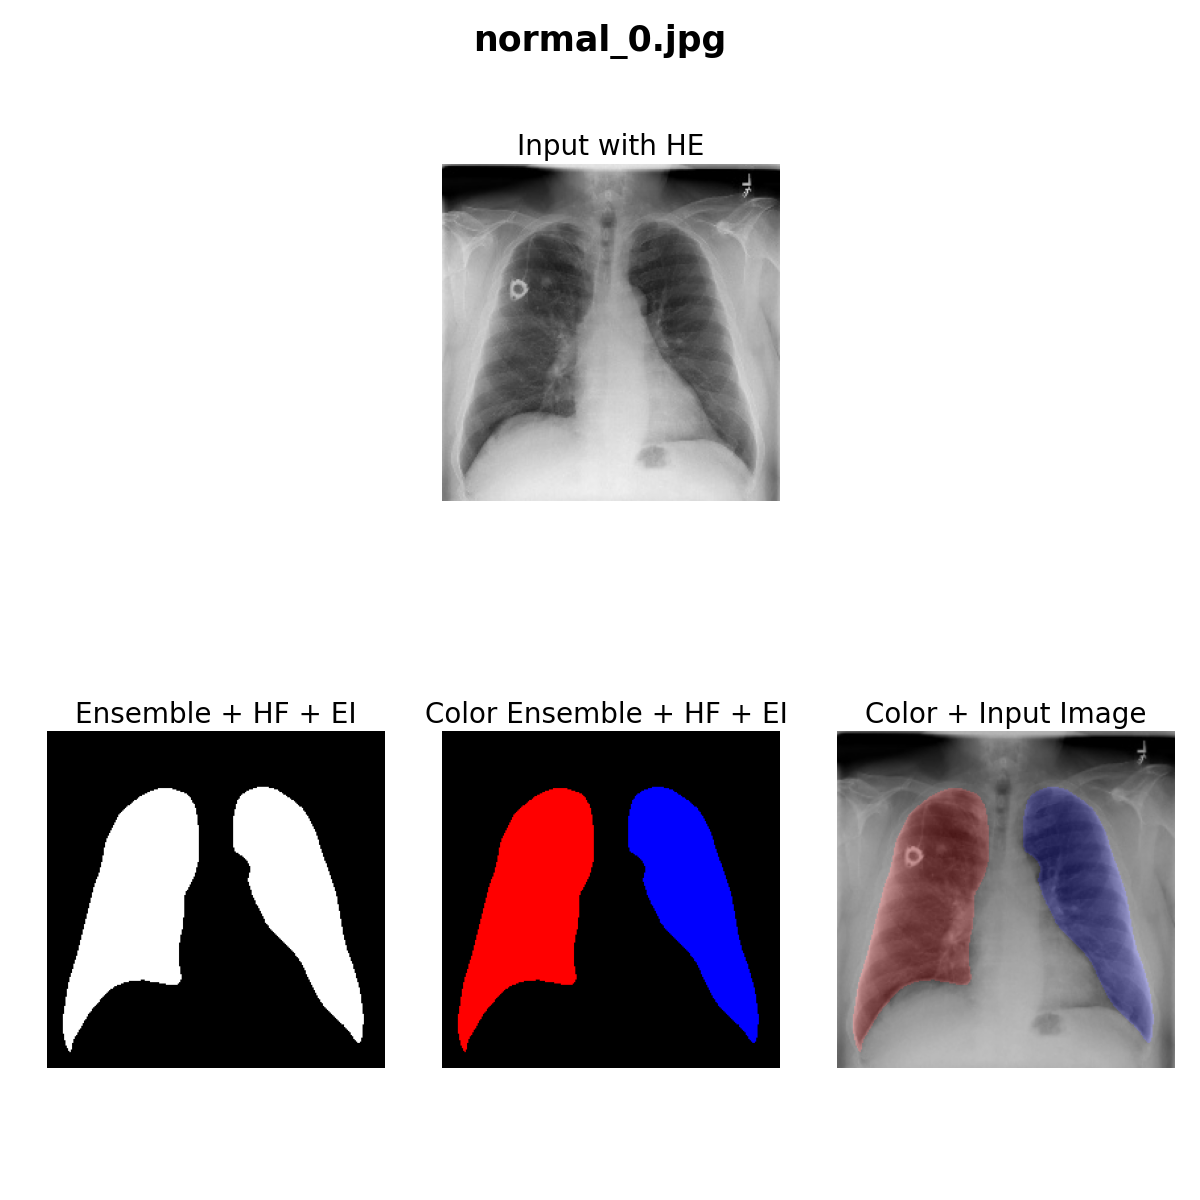 normal_0.jpg
Input with HE
Ensemble + HF + EI
Color Ensemble + HF + EI
Color + Input Image